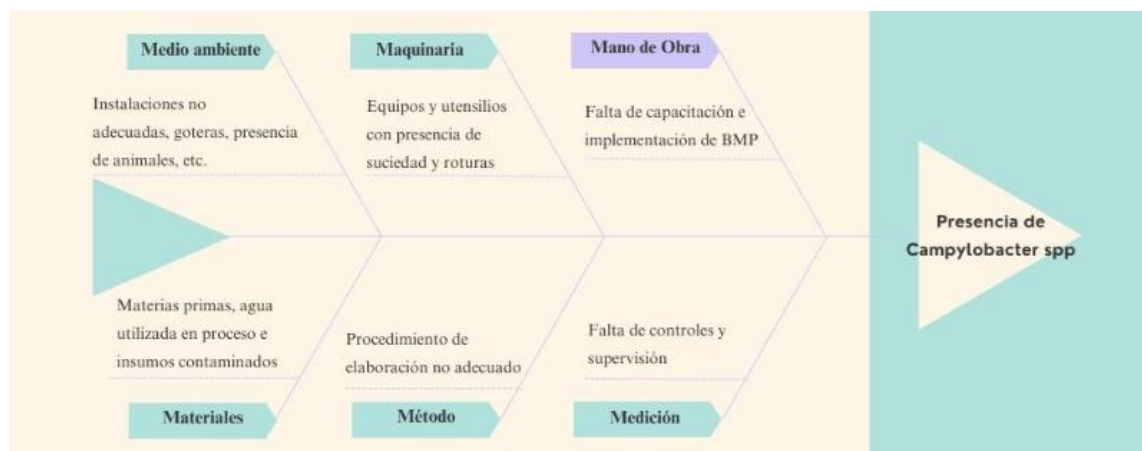 Medio ambiente
Maquinaria
Mano de Obra
Instalaciones no
adecuadas, goteras, presencia
de animales, etc.
Equipos y utensilios
con presencia de
suciedad y roturas
Falta de capacitación e
implementación de BMP
Presencia de
Campylobacter spp
Materias primas, agua
utilizada en proceso e
insumos contaminados
Procedimiento de
elaboración no adecuado
Falta de controles y
supervisión
Materiales
Método
Medición